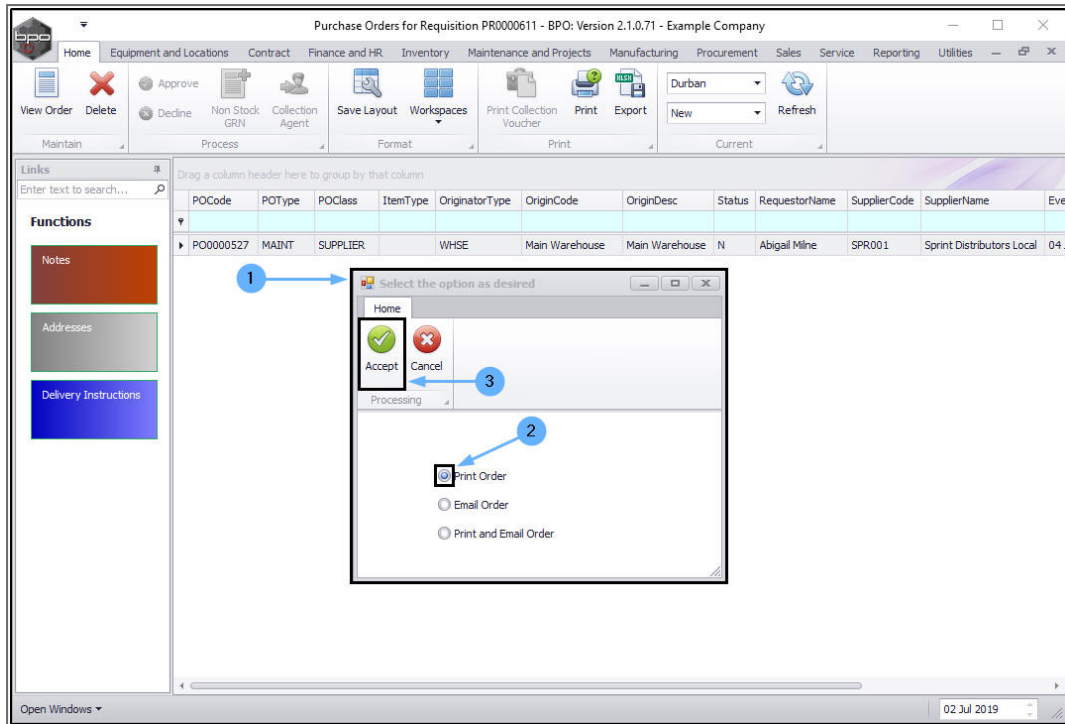 Purchase Orders for Requisition PR0000611 - BPO: Version 2.1.0.71 - Example Company
bpo
Home Equipment and Locations Contract Finance and HR Inventory Maintenance and Projects Manufacturing Procurement Sales Service Reporting Utilities
View Order Delete Approve Decline Non Stock GRN Collection Agent Save Layout Workspaces Print Collection Voucher Print Export Durban New Refresh
Maintain Process Format Print Current
Links
Enter text to search...
Functions
Notes
Addresses
Delivery Instructions
Drag a column header here to group by that column
POCode POType POClass ItemType OriginatorType OriginCode OriginDesc Status RequestorName SupplierCode SupplierName Eve
PO0000527 MAINT SUPPLIER WHSE Main Warehouse Main Warehouse N Abigail Milne SPR001 Sprint Distributors Local 04
1
Select the option as desired
Home
Accept Cancel
3
Processing
2
Print Order
Email Order
Print and Email Order
Open Windows
02 Jul 2019